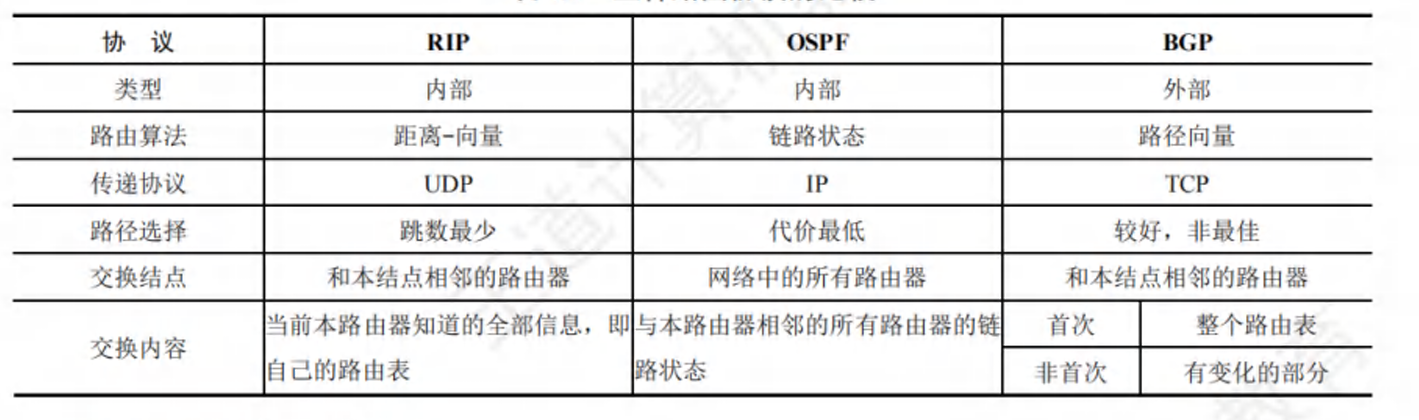 协 议 RIP OSPF BGP
类型 内部 内部 外部
路由算法 距离-向量 链路状态 路径向量
传递协议 UDP IP TCP
路径选择 跳数最少 代价最低 较好，非最佳
交换结点 和本结点相邻的路由器 网络中的所有路由器 和本结点相邻的路由器
交换内容
当前本路由器知道的全部信息，即
自己的路由表
与本路由器相邻的所有路由器的链
路状态
首次 整个路由表
非首次 有变化的部分
王道计算机